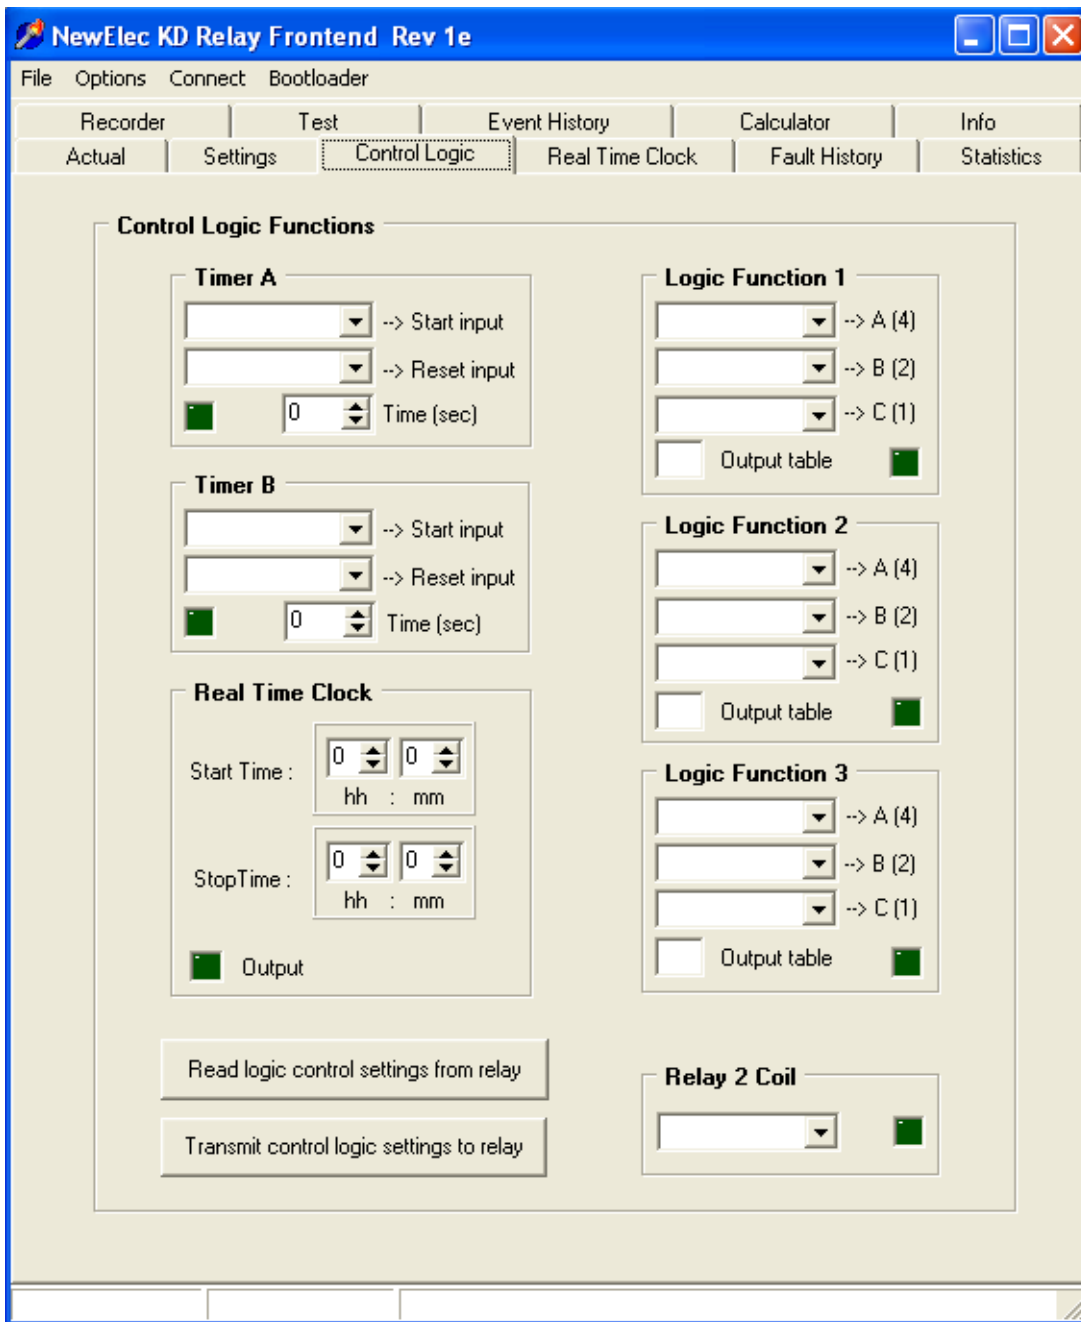 NewElec KD Relay Frontend  Rev 1e
File Options Connect Bootloader
Recorder Test Event History Calculator Info
Actual Settings Control Logic Real Time Clock Fault History Statistics
Control Logic Functions
Timer A
--> Start input
--> Reset input
0 Time (sec)
Timer B
--> Start input
--> Reset input
0 Time (sec)
Real Time Clock
Start Time : 0 0
hh : mm
StopTime : 0 0
hh : mm
Output
Read logic control settings from relay
Transmit control logic settings to relay
Logic Function 1
--> A (4)
--> B (2)
--> C (1)
Output table
Logic Function 2
--> A (4)
--> B (2)
--> C (1)
Output table
Logic Function 3
--> A (4)
--> B (2)
--> C (1)
Output table
Relay 2 Coil